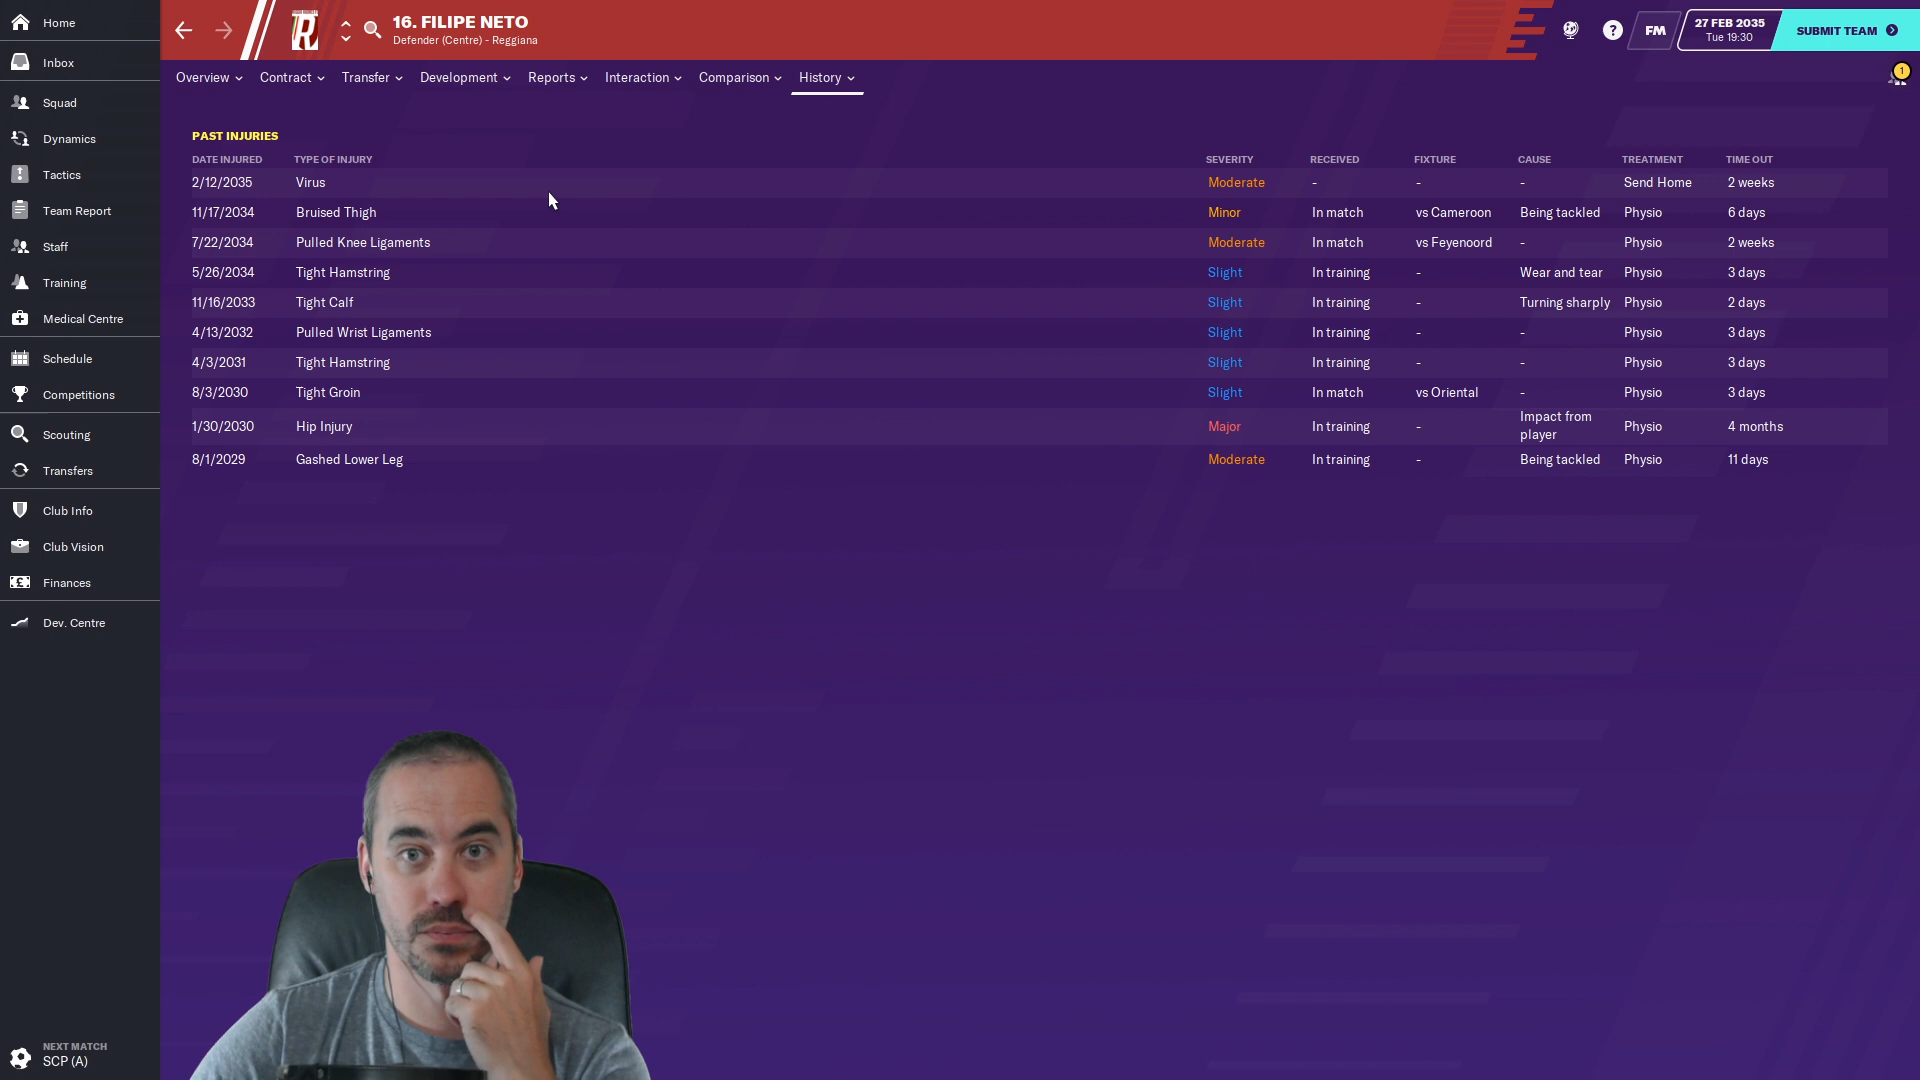 Home
Inbox
Squad
Dynamics
Tactics
Team Report
Staff
Training
Medical Centre
Schedule
Competitions
Scouting
Transfers
Club Info
Club Vision
Finances
Dev. Centre
NEXT MATCH
SCP (A)
16. FILIPE NETO
Defender (Centre) - Reggiana
FM
27 FEB 2035
Tue 19:30
SUBMIT TEAM
Overview Contract Transfer Development Reports Interaction Comparison History
1
PAST INJURIES
DATE INJURED TYPE OF INJURY SEVERITY RECEIVED FIXTURE CAUSE TREATMENT TIME OUT
2/12/2035 Virus Moderate - - - Send Home 2 weeks
11/17/2034 Bruised Thigh Minor In match vs Cameroon Being tackled Physio 6 days
7/22/2034 Pulled Knee Ligaments Moderate In match vs Feyenoord - Physio 2 weeks
5/26/2034 Tight Hamstring Slight In training - Wear and tear Physio 3 days
11/16/2033 Tight Calf Slight In training - Turning sharply Physio 2 days
4/13/2032 Pulled Wrist Ligaments Slight In training - - Physio 3 days
4/3/2031 Tight Hamstring Slight In training - - Physio 3 days
8/3/2030 Tight Groin Slight In match vs Oriental - Physio 3 days
1/30/2030 Hip Injury Major In training - Impact from player Physio 4 months
8/1/2029 Gashed Lower Leg Moderate In training - Being tackled Physio 11 days